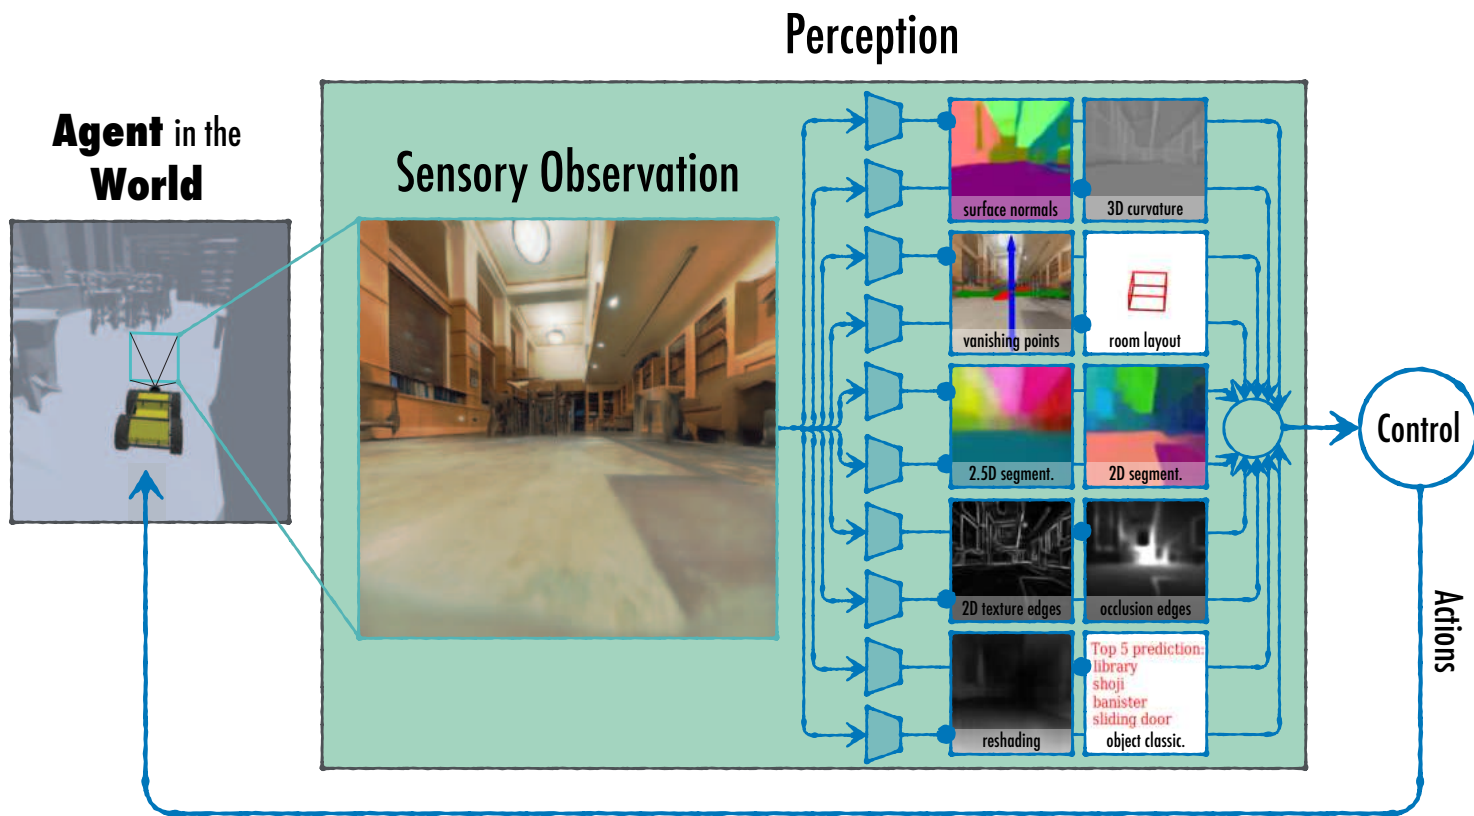 Perception
Agent in the
World
Sensory Observation
surface normals
3D curvature
vanishing points
room layout
2.5D segment.
2D segment.
2D texture edges
occlusion edges
Top 5 prediction:
library
shoji
banister
sliding door
reshading
object classic.
Control
Actions